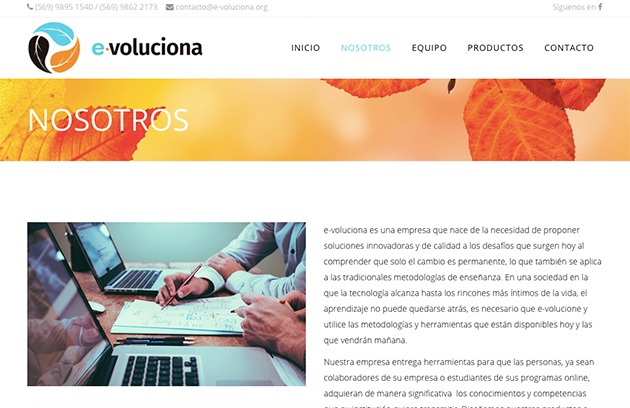 (569) 9895 1540 / (569) 9862 2173 contacto@e-voluciona.org Síguenos en
e-voluciona
INICIO NOSOTROS EQUIPO PRODUCTOS CONTACTO
NOSOTROS
e-voluciona es una empresa que nace de la necesidad de proponer
soluciones innovadoras y de calidad a los desafíos que surgen hoy al
comprender que solo el cambio es permanente, lo que también se aplica
a las tradicionales metodologías de enseñanza. En una sociedad en la
que la tecnología alcanza hasta los rincones más íntimos de la vida, el
aprendizaje no puede quedarse atrás, es necesario que e-volucione y
utilice las metodologías y herramientas que están disponibles hoy y las
que vendrán mañana.
Nuestra empresa entrega herramientas para que las personas, ya sean
colaboradores de su empresa o estudiantes de sus programas online,
adquieran de manera significativa los conocimientos y competencias